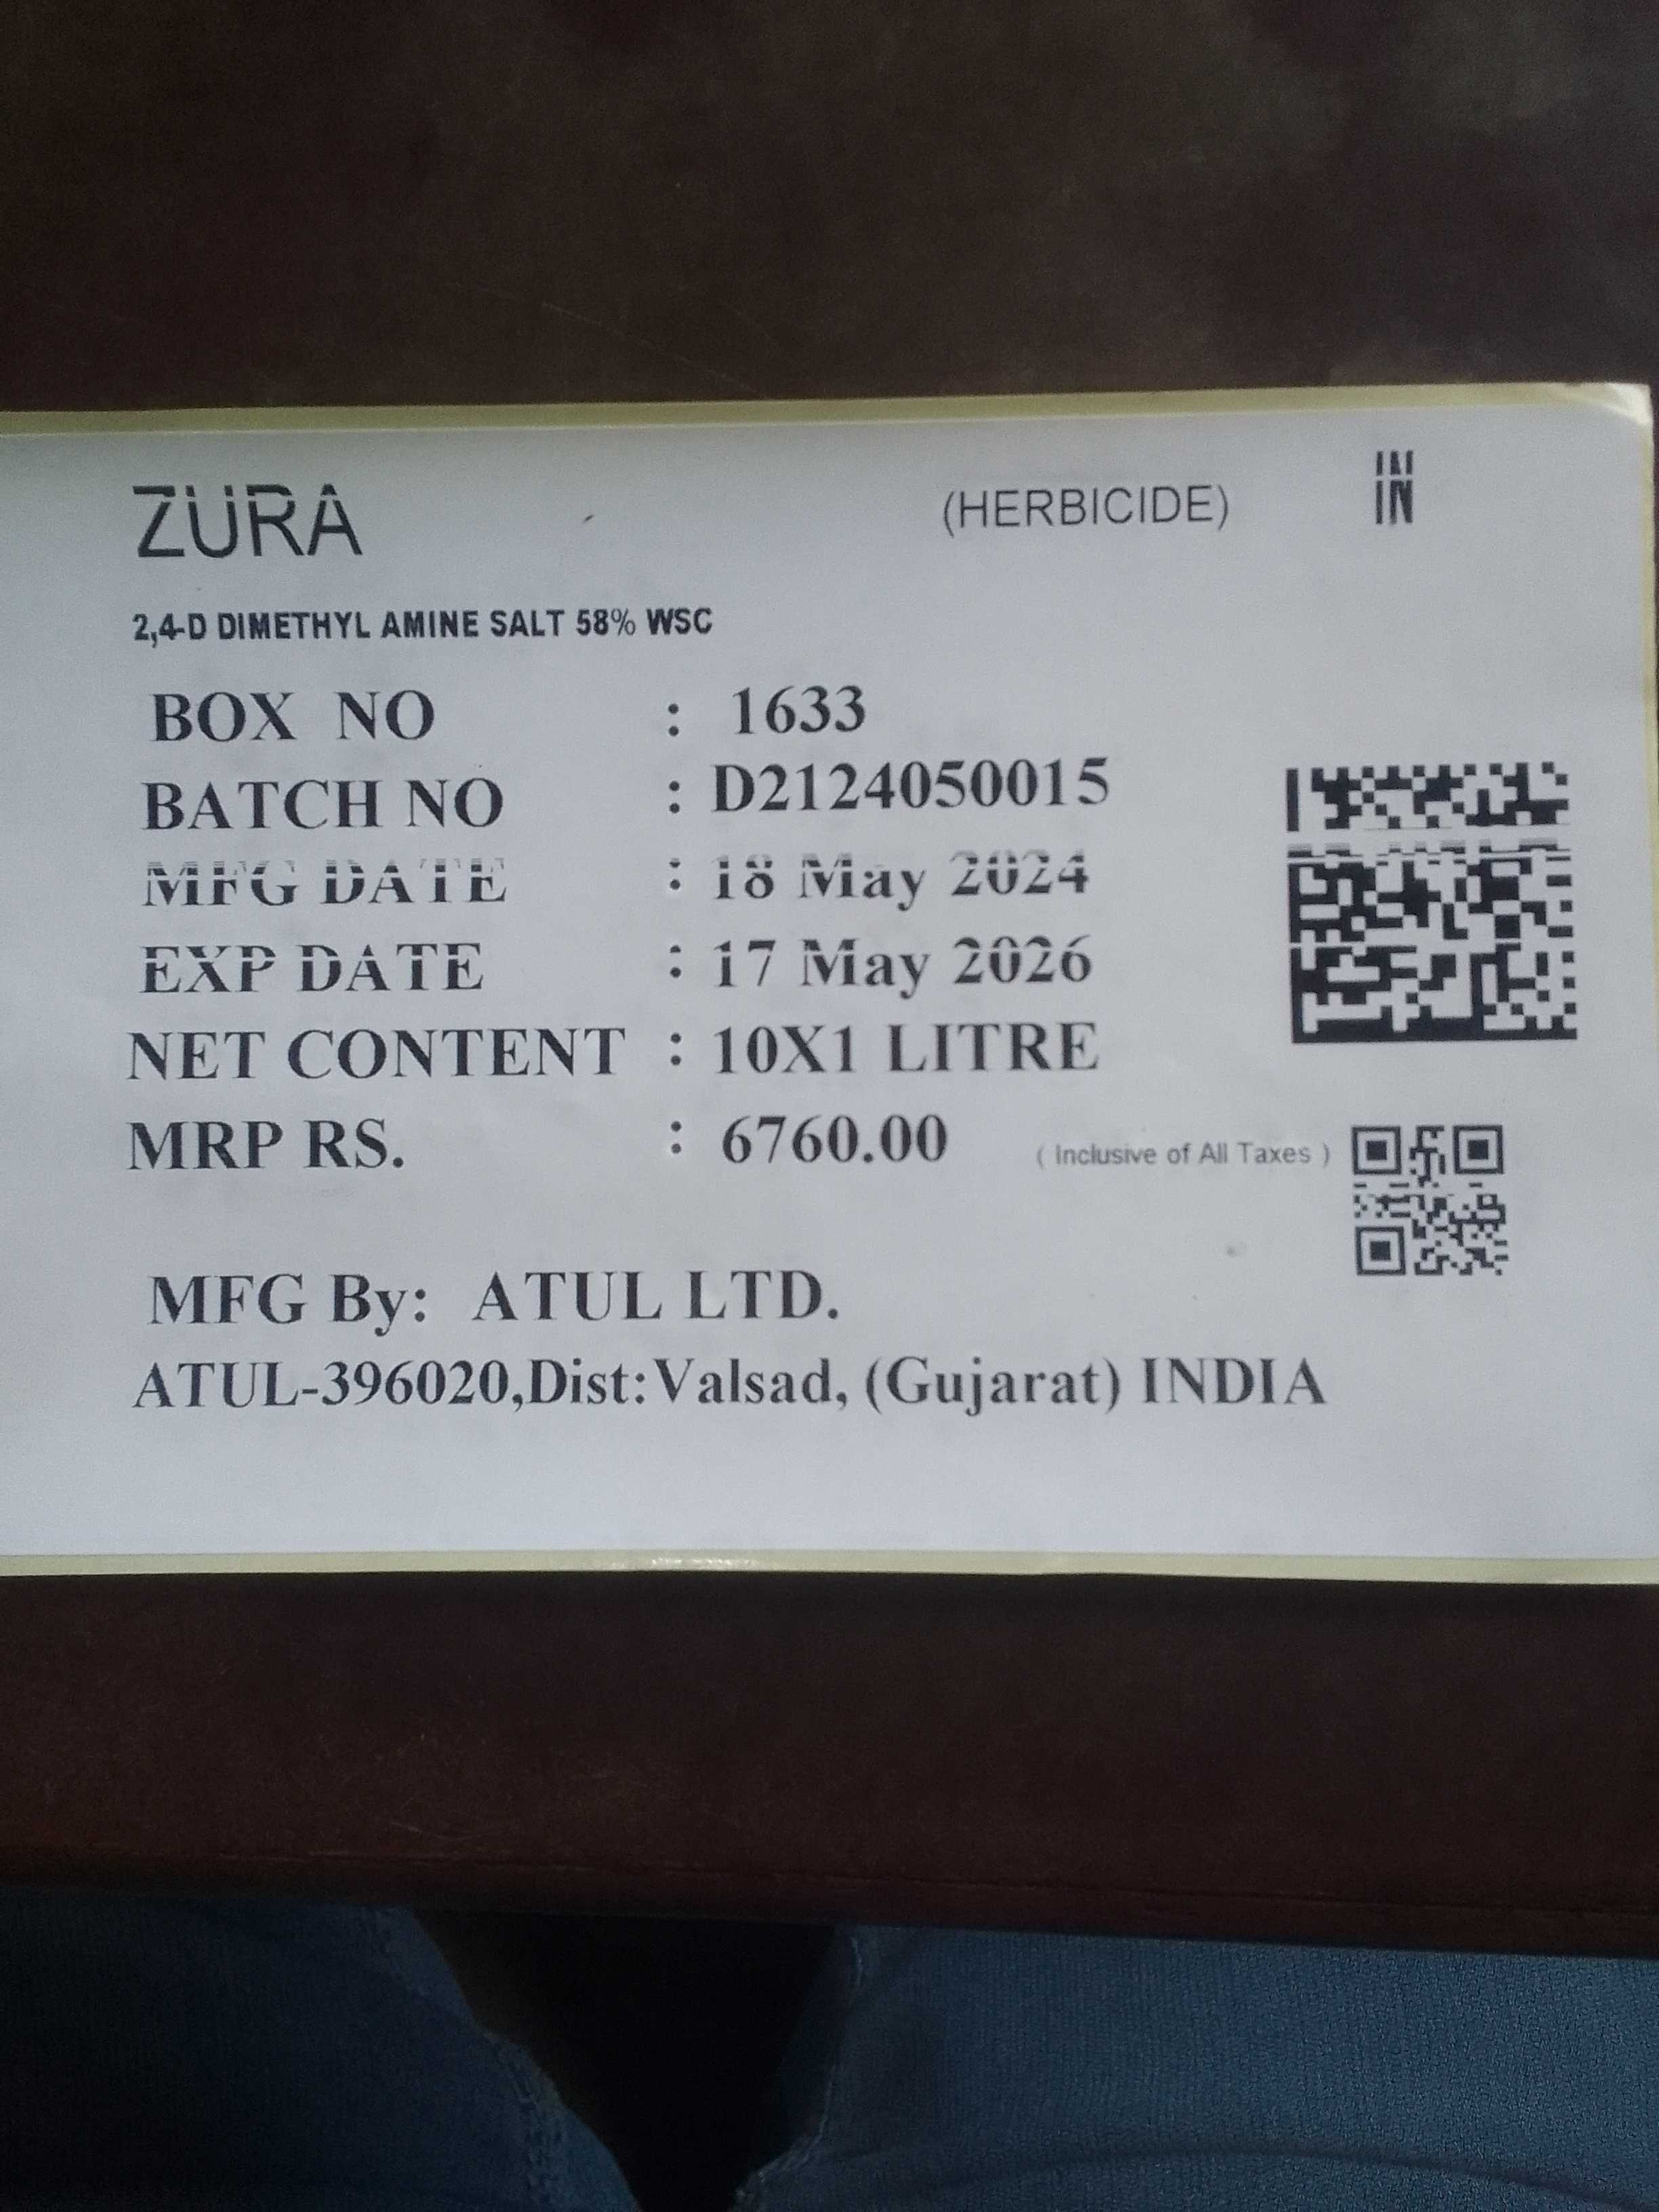 ZURA (HERBICIDE) IN
2,4-D DIMETHYL AMINE SALT 58% WSC
BOX NO : 1633
BATCH NO : D2124050015
MFG DATE : 18 May 2024
EXP DATE : 17 May 2026
NET CONTENT : 10X1 LITRE
MRP RS. : 6760.00 ( Inclusive of All Taxes )
MFG By: ATUL LTD.
ATUL-396020,Dist:Valsad, (Gujarat) INDIA